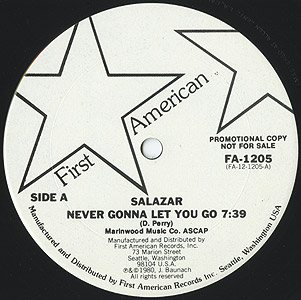 First American
PROMOTIONAL COPY
NOT FOR SALE
FA-1205
(FA-12-1205-A)
SIDE A
SALAZAR
NEVER GONNA LET YOU GO 7:39
(D. Perry)
Marinwood Music Co. ASCAP
Manufactured and Distributed by
First American Records, Inc.
73 Marion Street
Seattle, Washington
98104 U.S.A.
All rights reserved
℗&©1980, J. Baunach
Manufactured and Distributed by First American Records Inc. Seattle, Washington USA